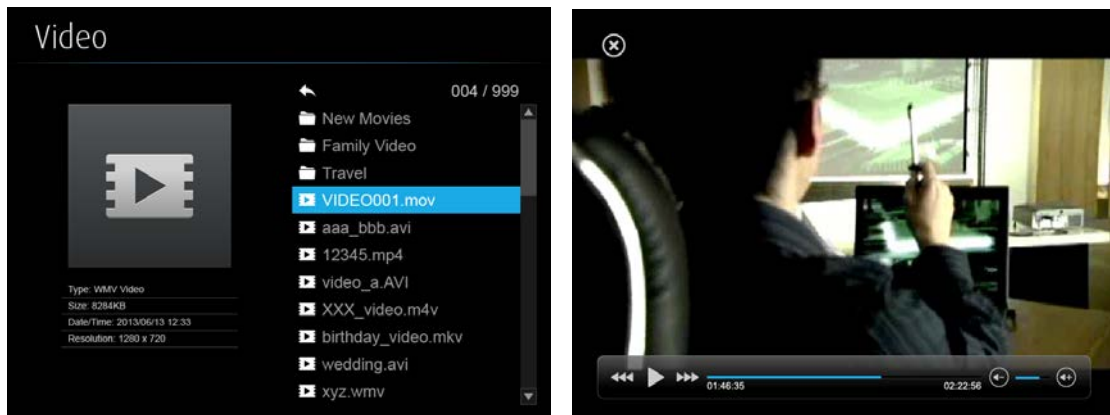 Video
004 / 999
New Movies
Family Video
Travel
VIDEO001.mov
aaa_bbb.avi
12345.mp4
video_a.AVI
XXX_video.m4v
birthday_video.mkv
wedding.avi
xyz.wmv
Type: WMV Video
Size: 8284KB
Date/Time: 2013/06/13 12:33
Resolution: 1280 x 720
01:46:35
02:22:56